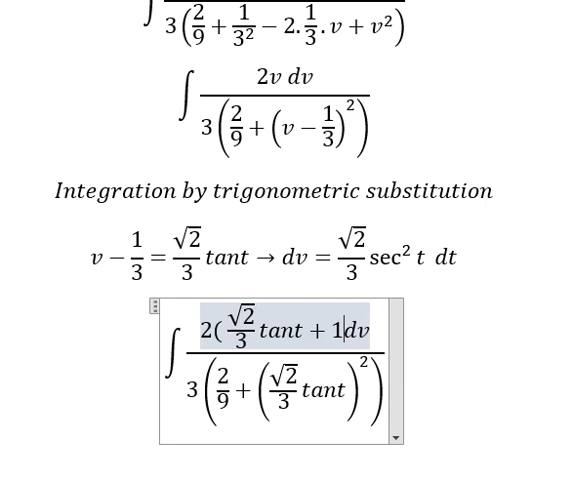 ∫ 3(2/9 + 1/3² − 2.1/3.v + v²)
∫ 2v dv / 3(2/9 + (v − 1/3)²)
Integration by trigonometric substitution
v − 1/3 = √2/3 tant → dv = √2/3 sec² t dt
∫ 2(√2/3 tant + 1dv / 3(2/9 + (√2/3 tant)²)